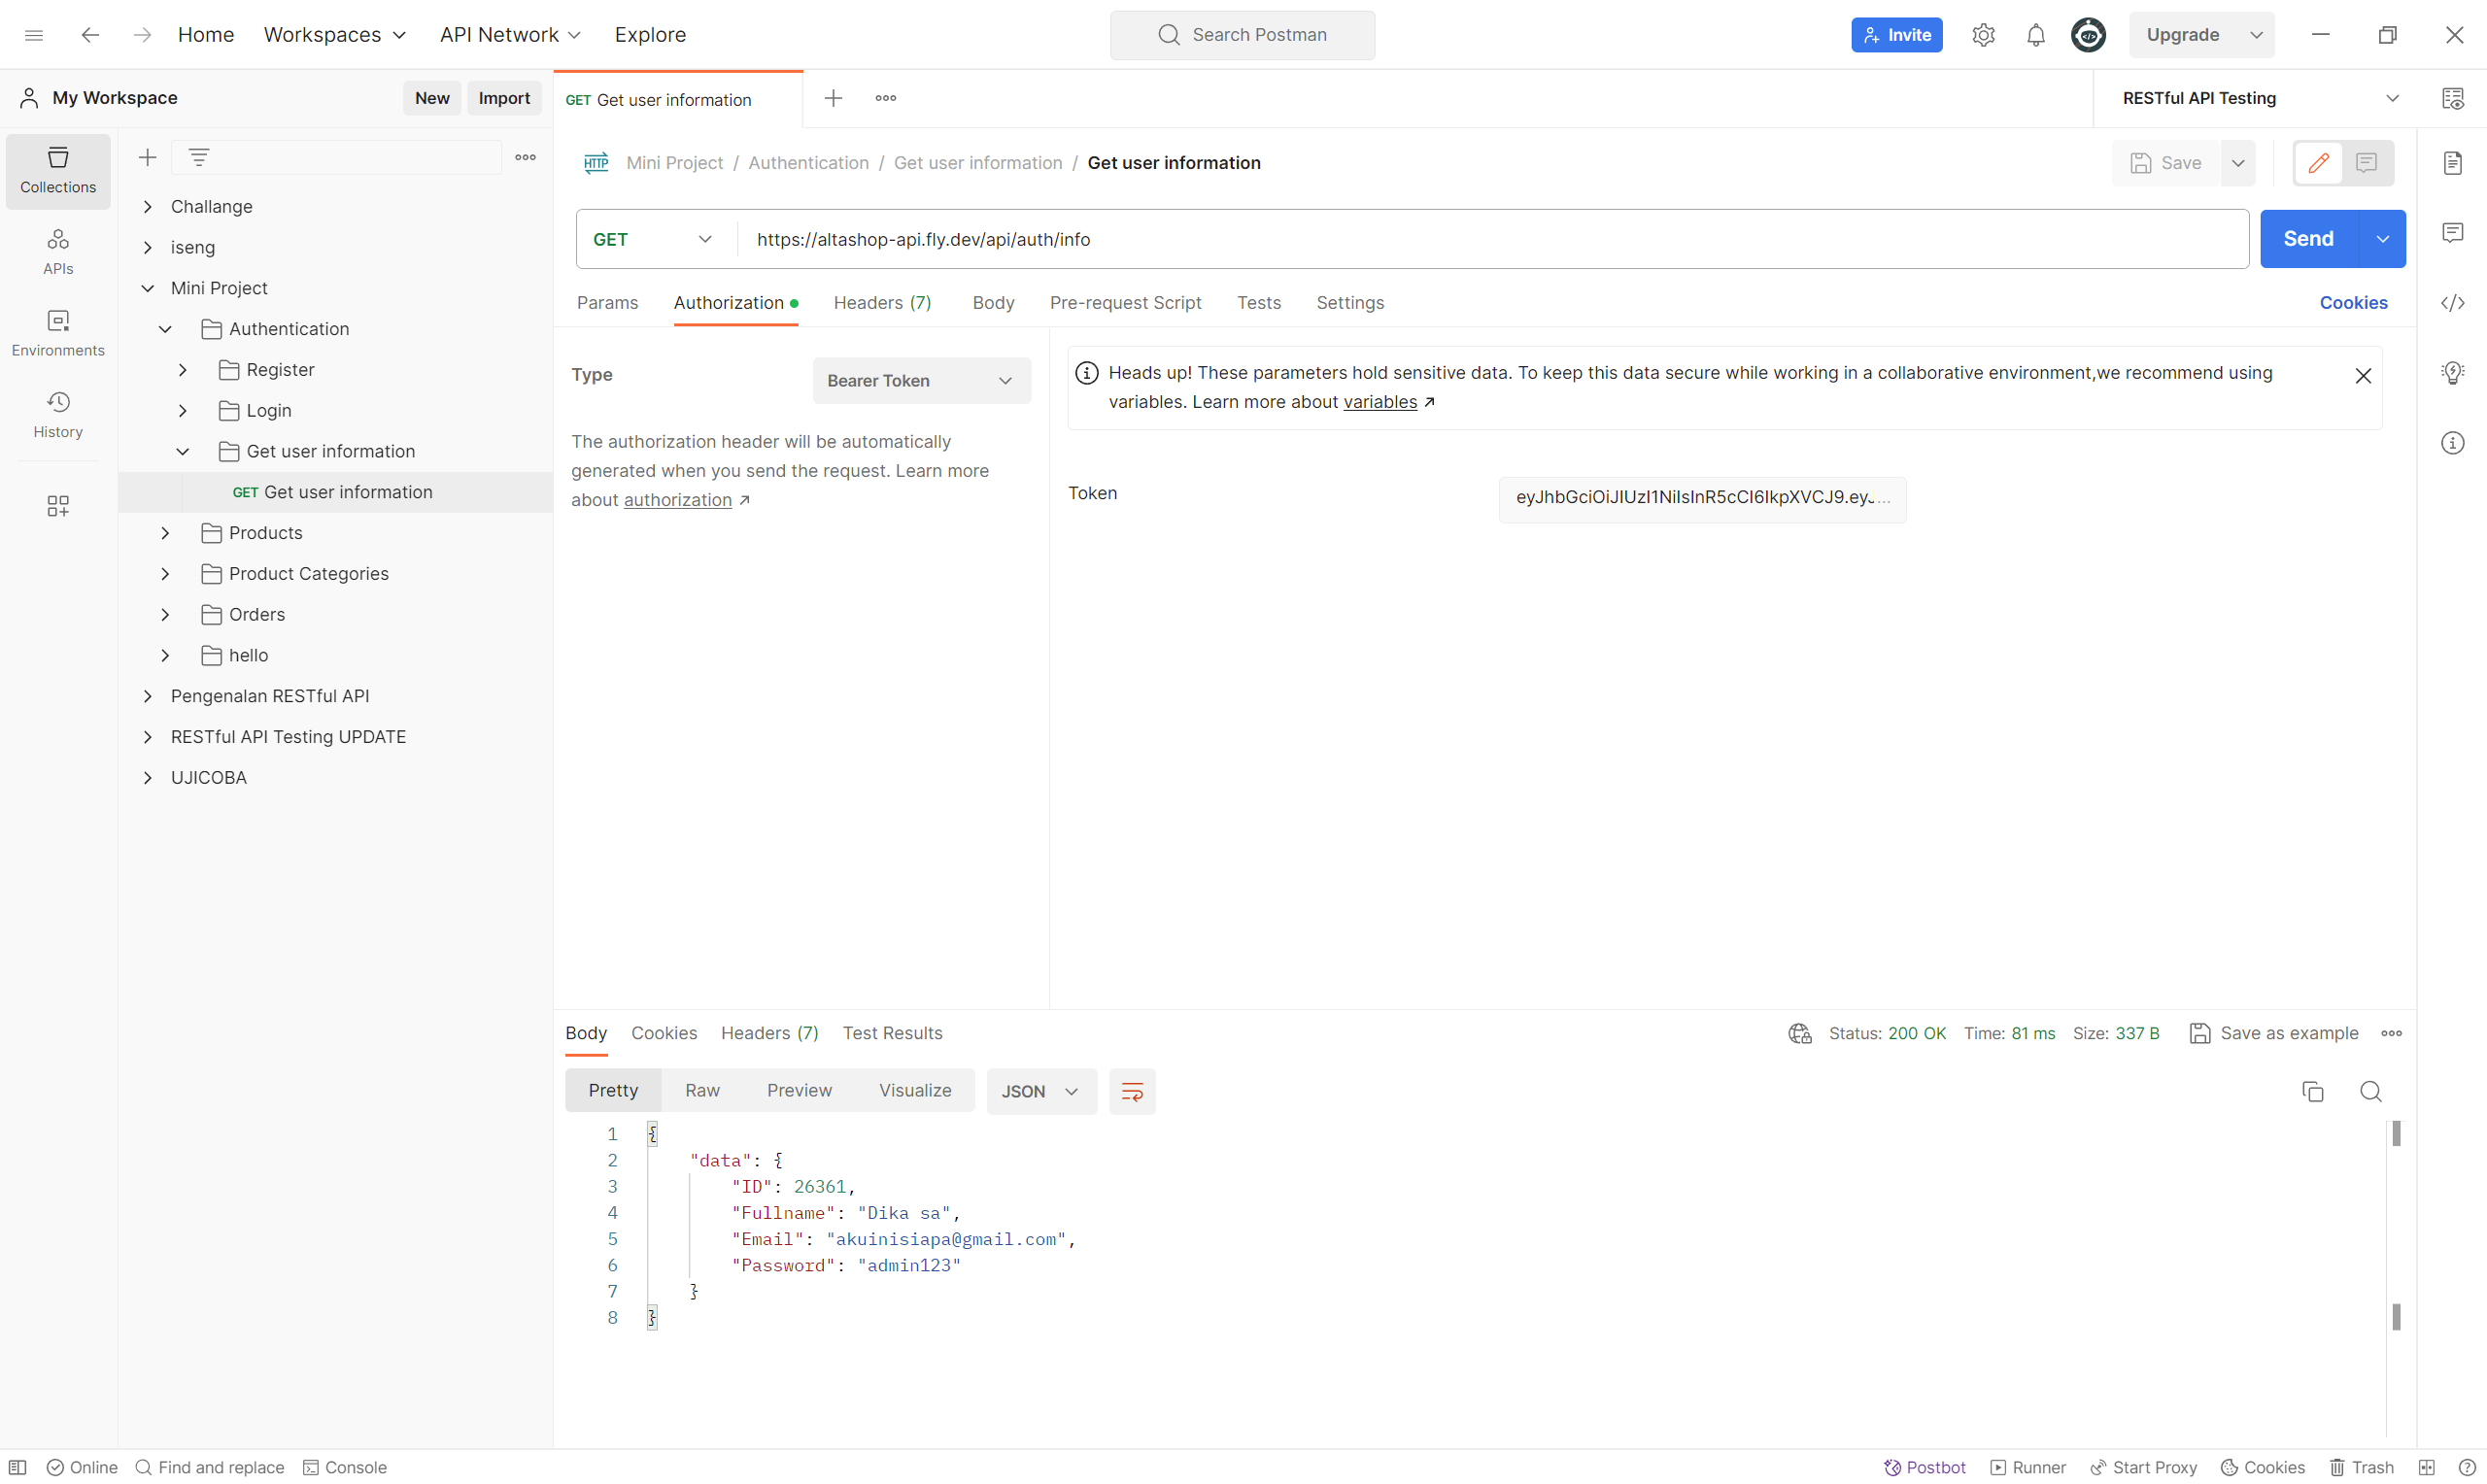 Home Workspaces API Network Explore Search Postman Invite Upgrade
My Workspace New Import GET Get user information RESTful API Testing
Collections
APIs
Environments
History
Challange
iseng
Mini Project
Authentication
Register
Login
Get user information
GET Get user information
Products
Product Categories
Orders
hello
Pengenalan RESTful API
RESTful API Testing UPDATE
UJICOBA
HTTP Mini Project / Authentication / Get user information / Get user information Save
GET https://altashop-api.fly.dev/api/auth/info Send
Params Authorization Headers (7) Body Pre-request Script Tests Settings Cookies
Type Bearer Token
The authorization header will be automatically
generated when you send the request. Learn more
about authorization ↗
Heads up! These parameters hold sensitive data. To keep this data secure while working in a collaborative environment,we recommend using
variables. Learn more about variables ↗
Token eyJhbGciOiJIUzI1NiIsInR5cCI6IkpXVCJ9.eyJ...
Body Cookies Headers (7) Test Results Status: 200 OK Time: 81 ms Size: 337 B Save as example
Pretty Raw Preview Visualize JSON
1 {
2 "data": {
3 "ID": 26361,
4 "Fullname": "Dika sa",
5 "Email": "akuinisiapa@gmail.com",
6 "Password": "admin123"
7 }
8 }
Online Find and replace Console Postbot Runner Start Proxy Cookies Trash